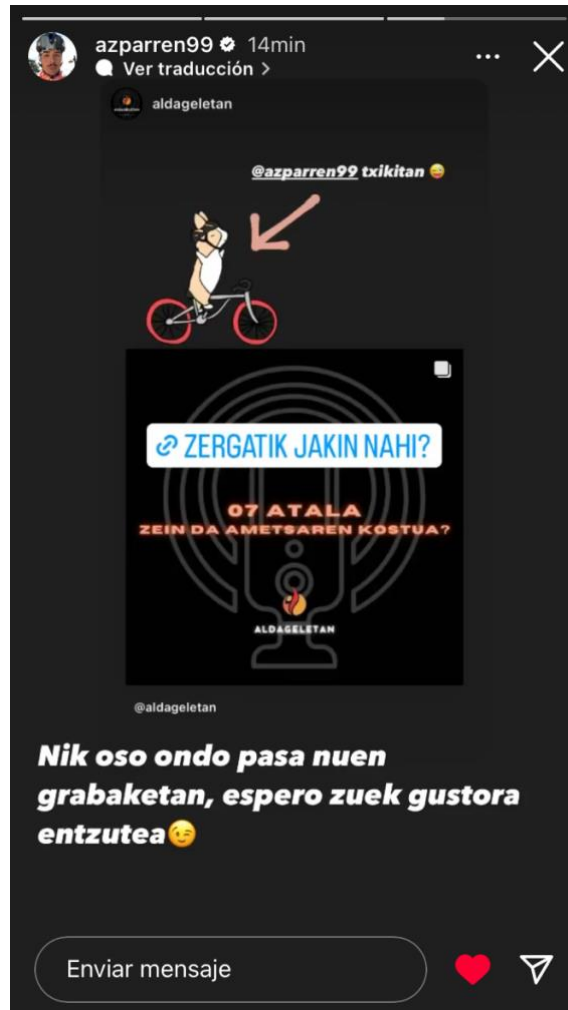 azparren99 14min
Ver traducción >
aldageletan
@azparren99 txikitan 😄
ZERGATIK JAKIN NAHI?
07 ATALA
ZEIN DA AMETSAREN KOSTUA?
ALDAGELETAN
@aldageletan
Nik oso ondo pasa nuen
grabaketan, espero zuek gustora
entzutea😉
Enviar mensaje